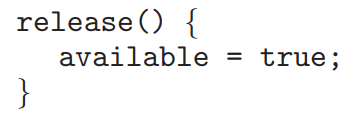 release() {
   available = true;
}